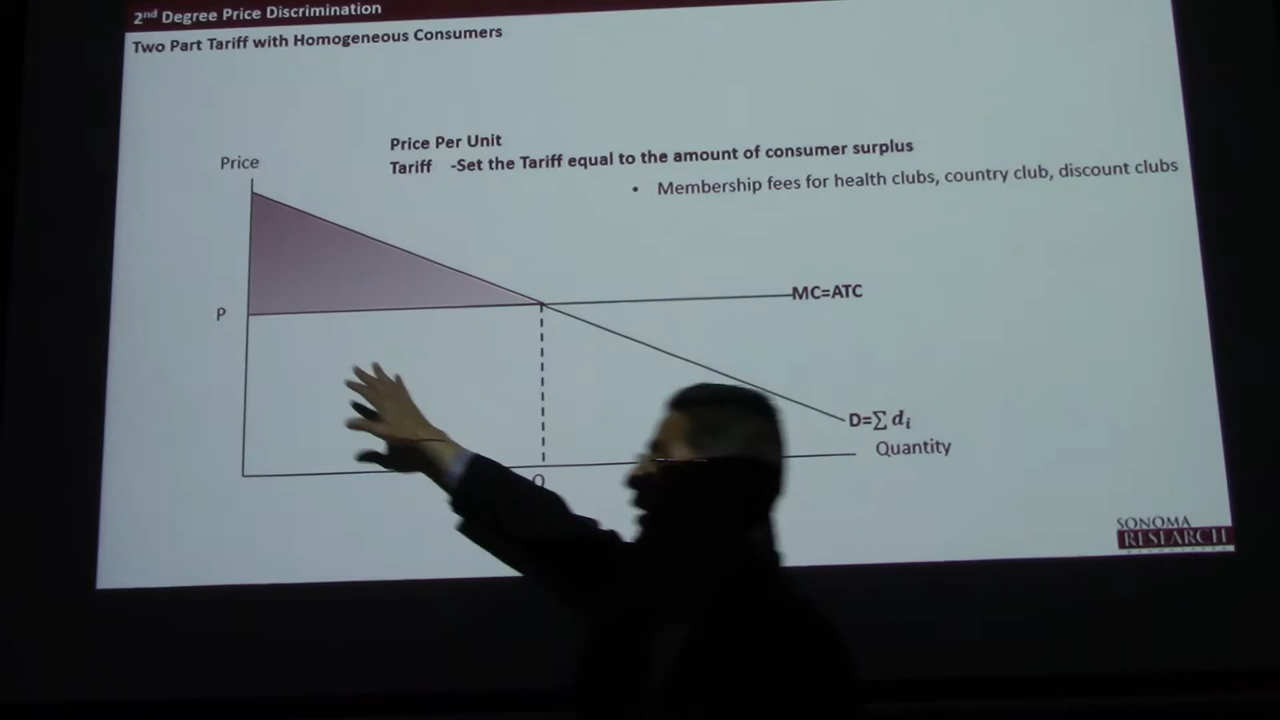 2nd Degree Price Discrimination
Two Part Tariff with Homogeneous Consumers
Price Per Unit
Tariff -Set the Tariff equal to the amount of consumer surplus
• Membership fees for health clubs, country club, discount clubs
Price
P
MC=ATC
D=∑ dᵢ
Quantity
Q
SONOMA
RESEARCH